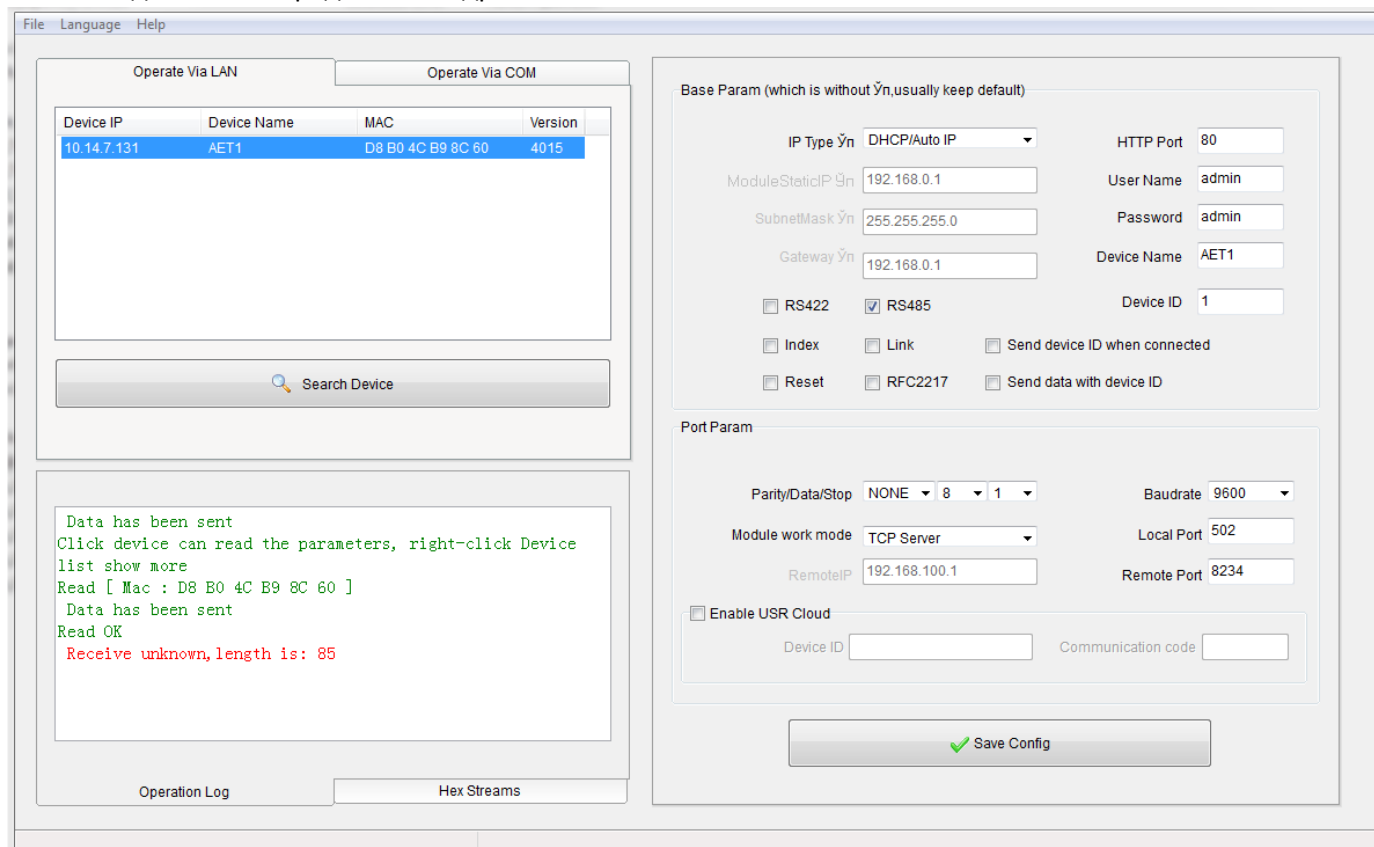 File Language Help
Operate Via LAN Operate Via COM
Device IP Device Name MAC Version
10.14.7.131 AET1 D8 B0 4C B9 8C 60 4015
Search Device
Data has been sent
Click device can read the parameters, right-click Device
list show more
Read [ Mac : D8 B0 4C B9 8C 60 ]
Data has been sent
Read OK
Receive unknown,length is: 85
Operation Log Hex Streams
Base Param (which is without Ўп,usually keep default)
IP Type Ўп DHCP/Auto IP HTTP Port 80
ModuleStaticIP Ўп 192.168.0.1 User Name admin
SubnetMask Ўп 255.255.255.0 Password admin
Gateway Ўп 192.168.0.1 Device Name AET1
RS422 RS485 Device ID 1
Index Link Send device ID when connected
Reset RFC2217 Send data with device ID
Port Param
Parity/Data/Stop NONE 8 1 Baudrate 9600
Module work mode TCP Server Local Port 502
RemoteIP 192.168.100.1 Remote Port 8234
Enable USR Cloud
Device ID Communication code
Save Config